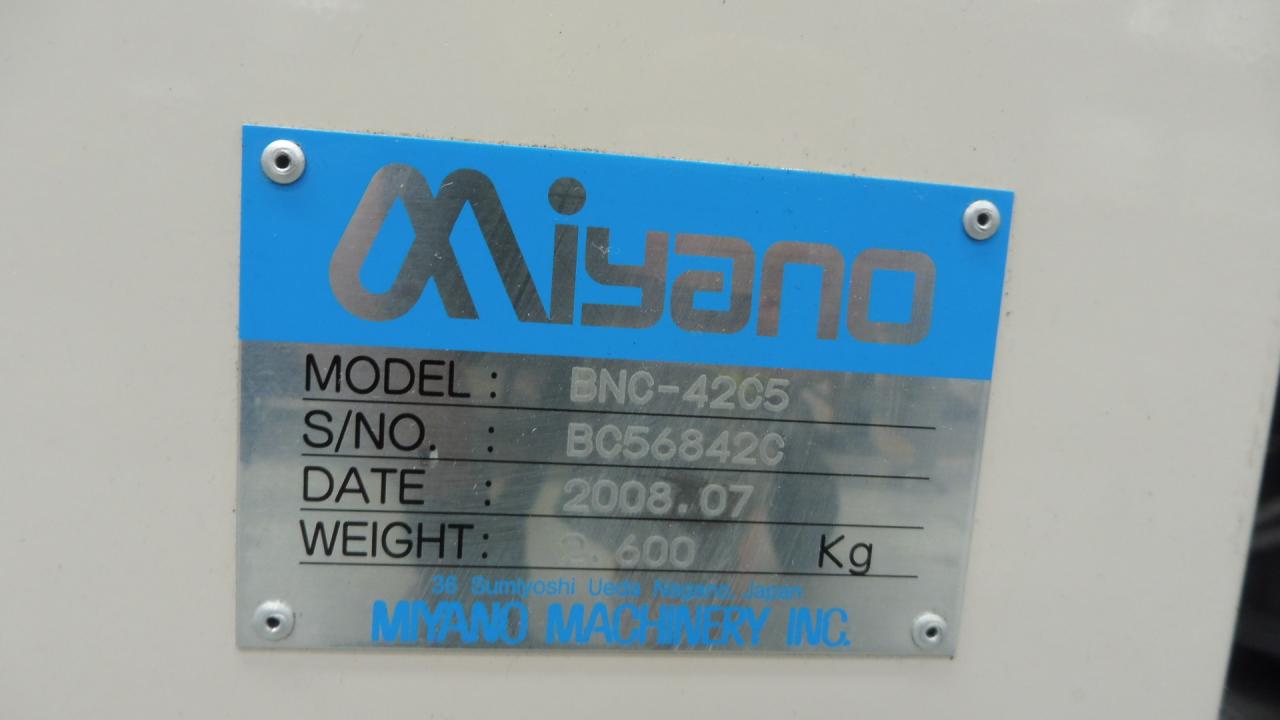 Miyano
MODEL : BNC-42C5
S/NO. : BC56842C
DATE : 2008.07
WEIGHT : 2.600 Kg
36 Sumiyoshi Ueda Nagano, Japan
MIYANO MACHINERY INC.